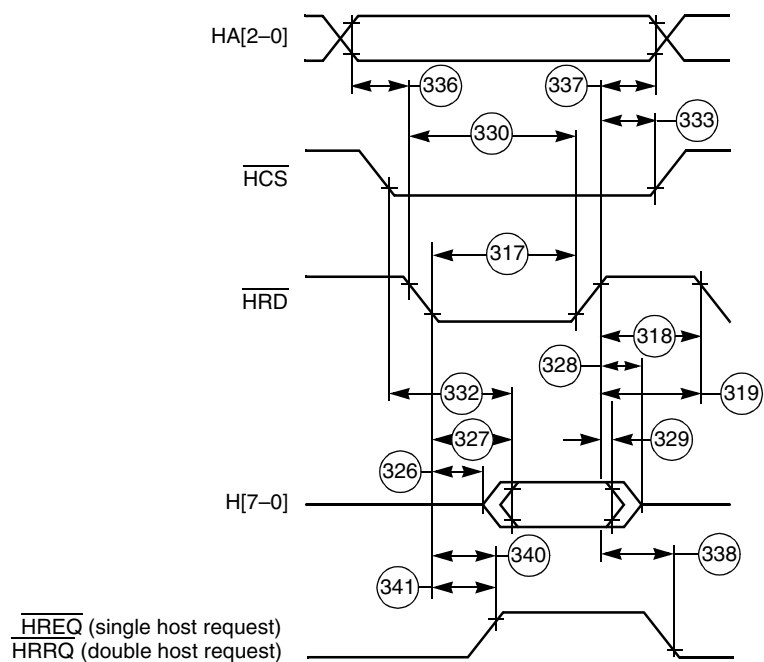 HA[2–0]
336
337
333
330
HCS
317
HRD
318
328
332
319
327
329
326
H[7–0]
340
338
341
HREQ (single host request)
HRRQ (double host request)